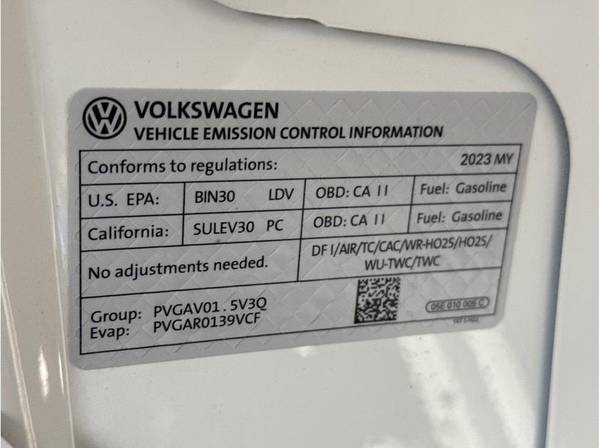 VOLKSWAGEN
VEHICLE EMISSION CONTROL INFORMATION
Conforms to regulations: 2023 MY
U.S. EPA: BIN30 LDV OBD: CA II Fuel: Gasoline
California: SULEV30 PC OBD: CA II Fuel: Gasoline
No adjustments needed. DFI/AIR/TC/CAC/WR-HO2S/HO2S/
WU-TWC/TWC
Group: PVGAV01.5V3Q
Evap: PVGAR0139VCF
05E 010 008 C